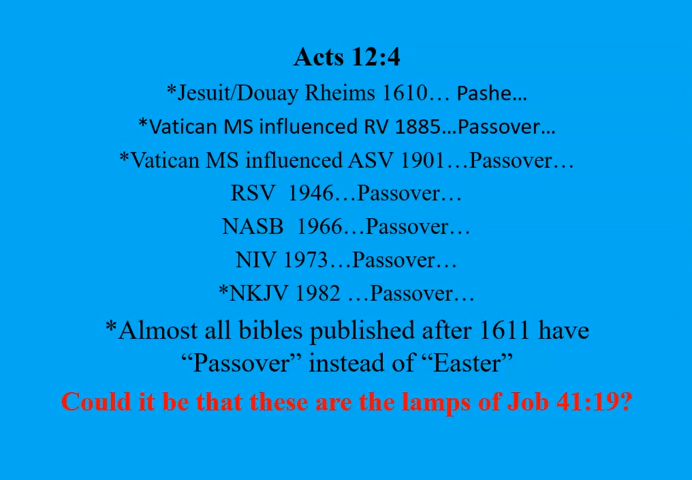 Acts 12:4
*Jesuit/Douay Rheims 1610… Pashe…
*Vatican MS influenced RV 1885…Passover…
*Vatican MS influenced ASV 1901…Passover…
RSV 1946…Passover…
NASB 1966…Passover…
NIV 1973…Passover…
*NKJV 1982 …Passover…
*Almost all bibles published after 1611 have
“Passover” instead of “Easter”
Could it be that these are the lamps of Job 41:19?